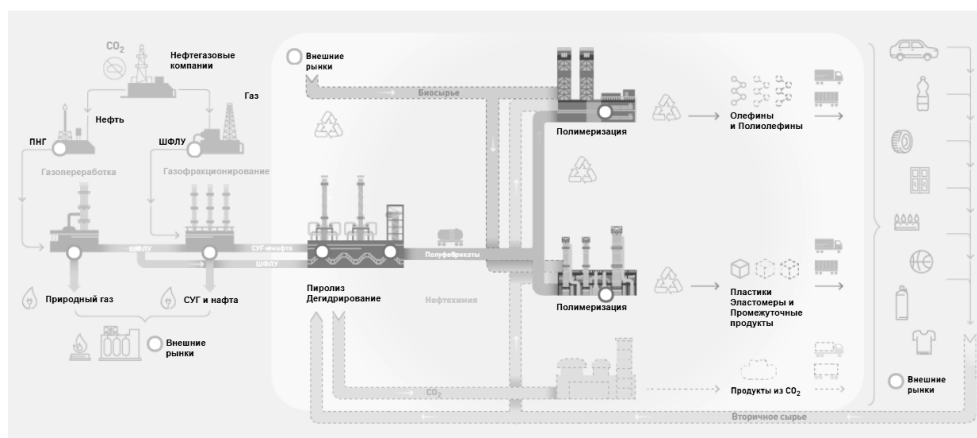 CO2
Нефтегазовые
компании
Газ
Нефть
ПНГ
ШФЛУ
Газопереработка
Газофракционирование
ШФЛУ
СУГ и нафта
ШФЛУ
Природный газ
СУГ и нафта
Внешние
рынки
Внешние
рынки
Биосырье
Полимеризация
Олефины
и Полиолефины
Полуфабрикаты
Пиролиз
Дегидрирование
Нефтехимия
Полимеризация
Пластики
Эластомеры и
Промежуточные
продукты
CO2
Продукты из CO2
Внешние
рынки
Вторичное сырье